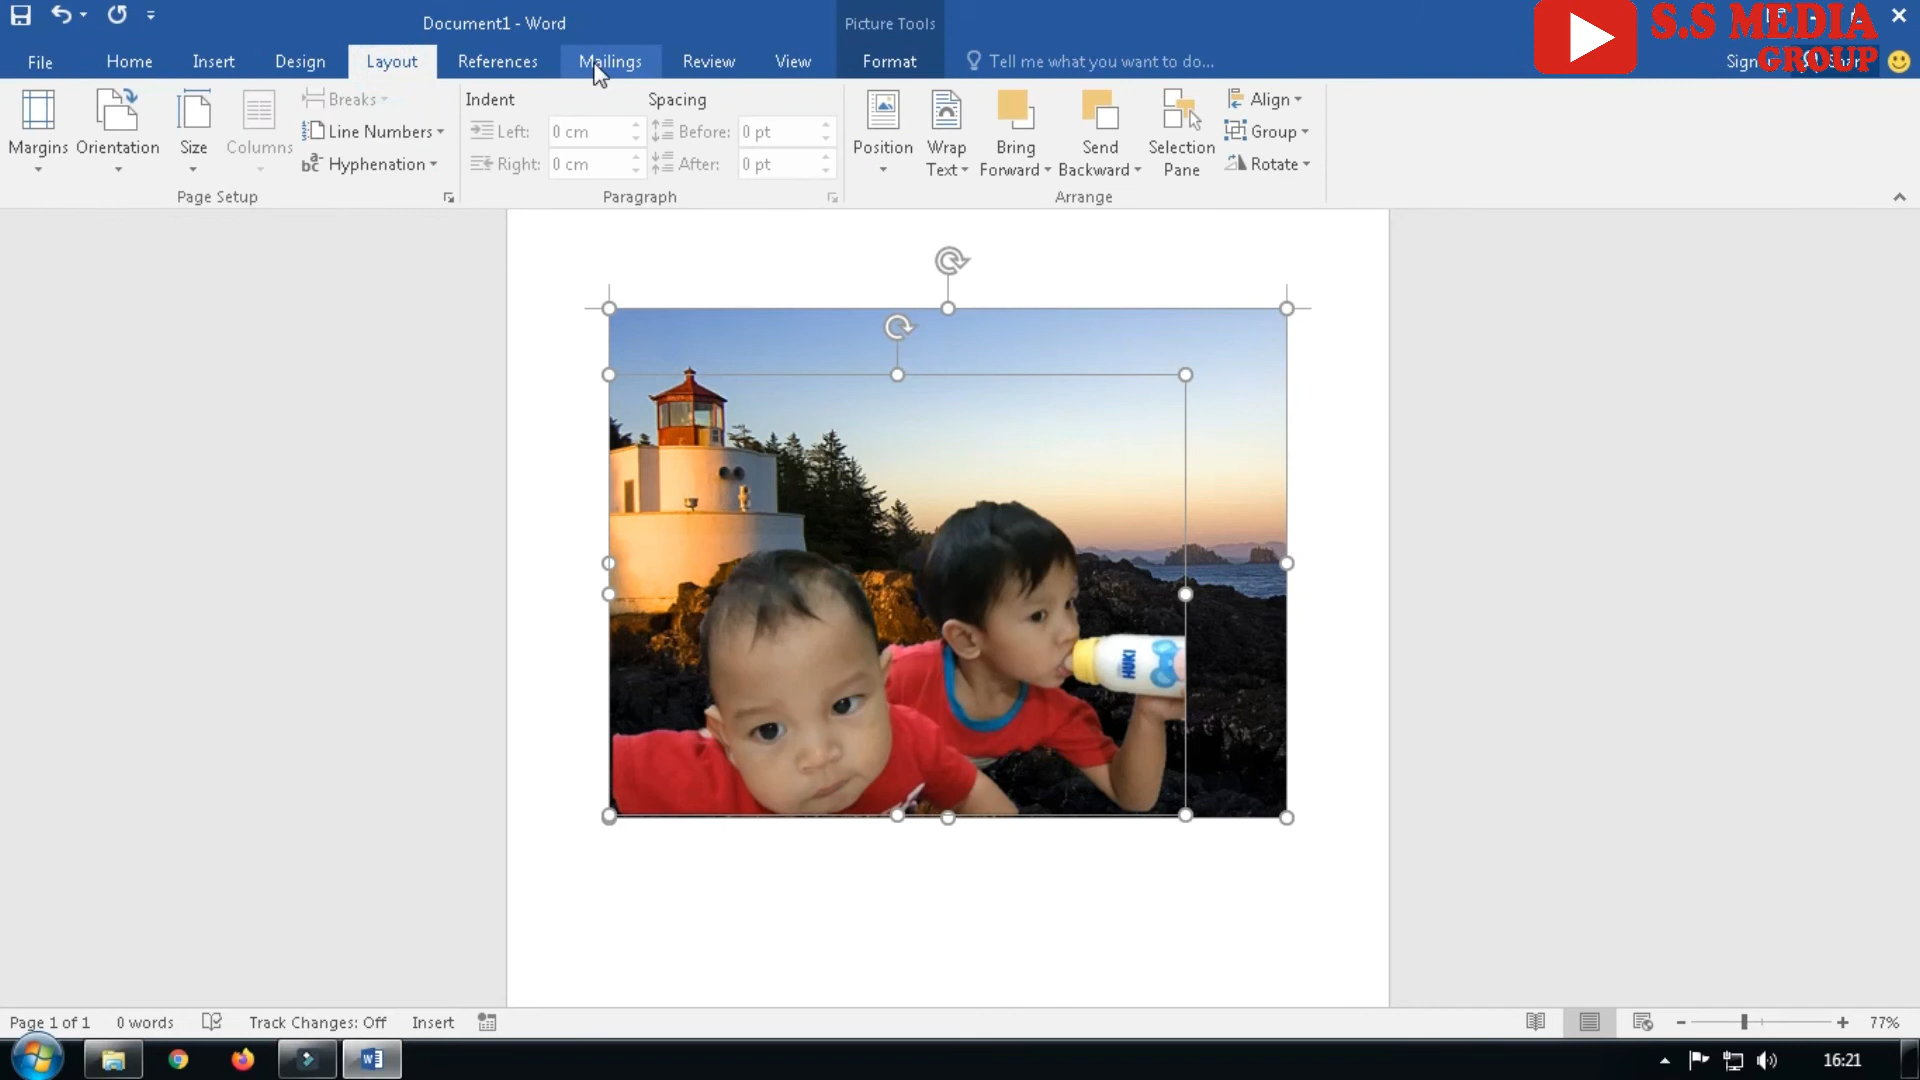 Document1 - Word
Picture Tools
S.S MEDIA
GROUP
File
Home
Insert
Design
Layout
References
Mailings
Review
View
Format
Tell me what you want to do...
Margins
Orientation
Size
Columns
Breaks
Line Numbers
Hyphenation
Page Setup
Indent
Left: 0 cm
Right: 0 cm
Spacing
Before: 0 pt
After: 0 pt
Paragraph
Position
Wrap
Text
Bring
Forward
Send
Backward
Selection
Pane
Align
Group
Rotate
Arrange
HUKI
Page 1 of 1
0 words
Track Changes: Off
Insert
77%
16:21